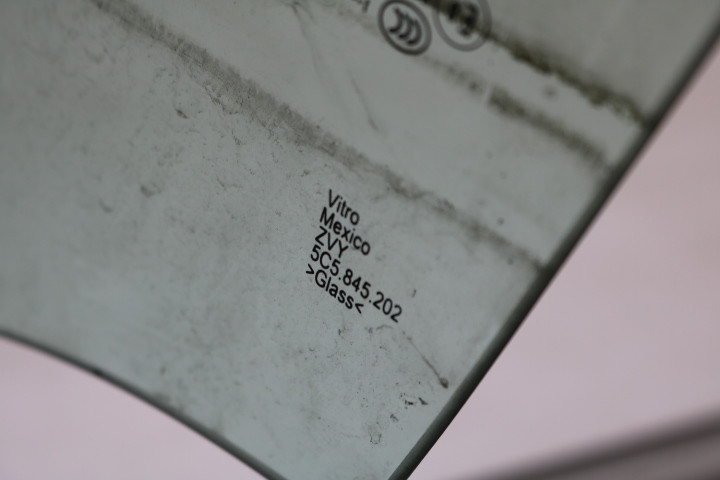 Vitro
Mexico
ZVY
5C5.845.202
>Glass<